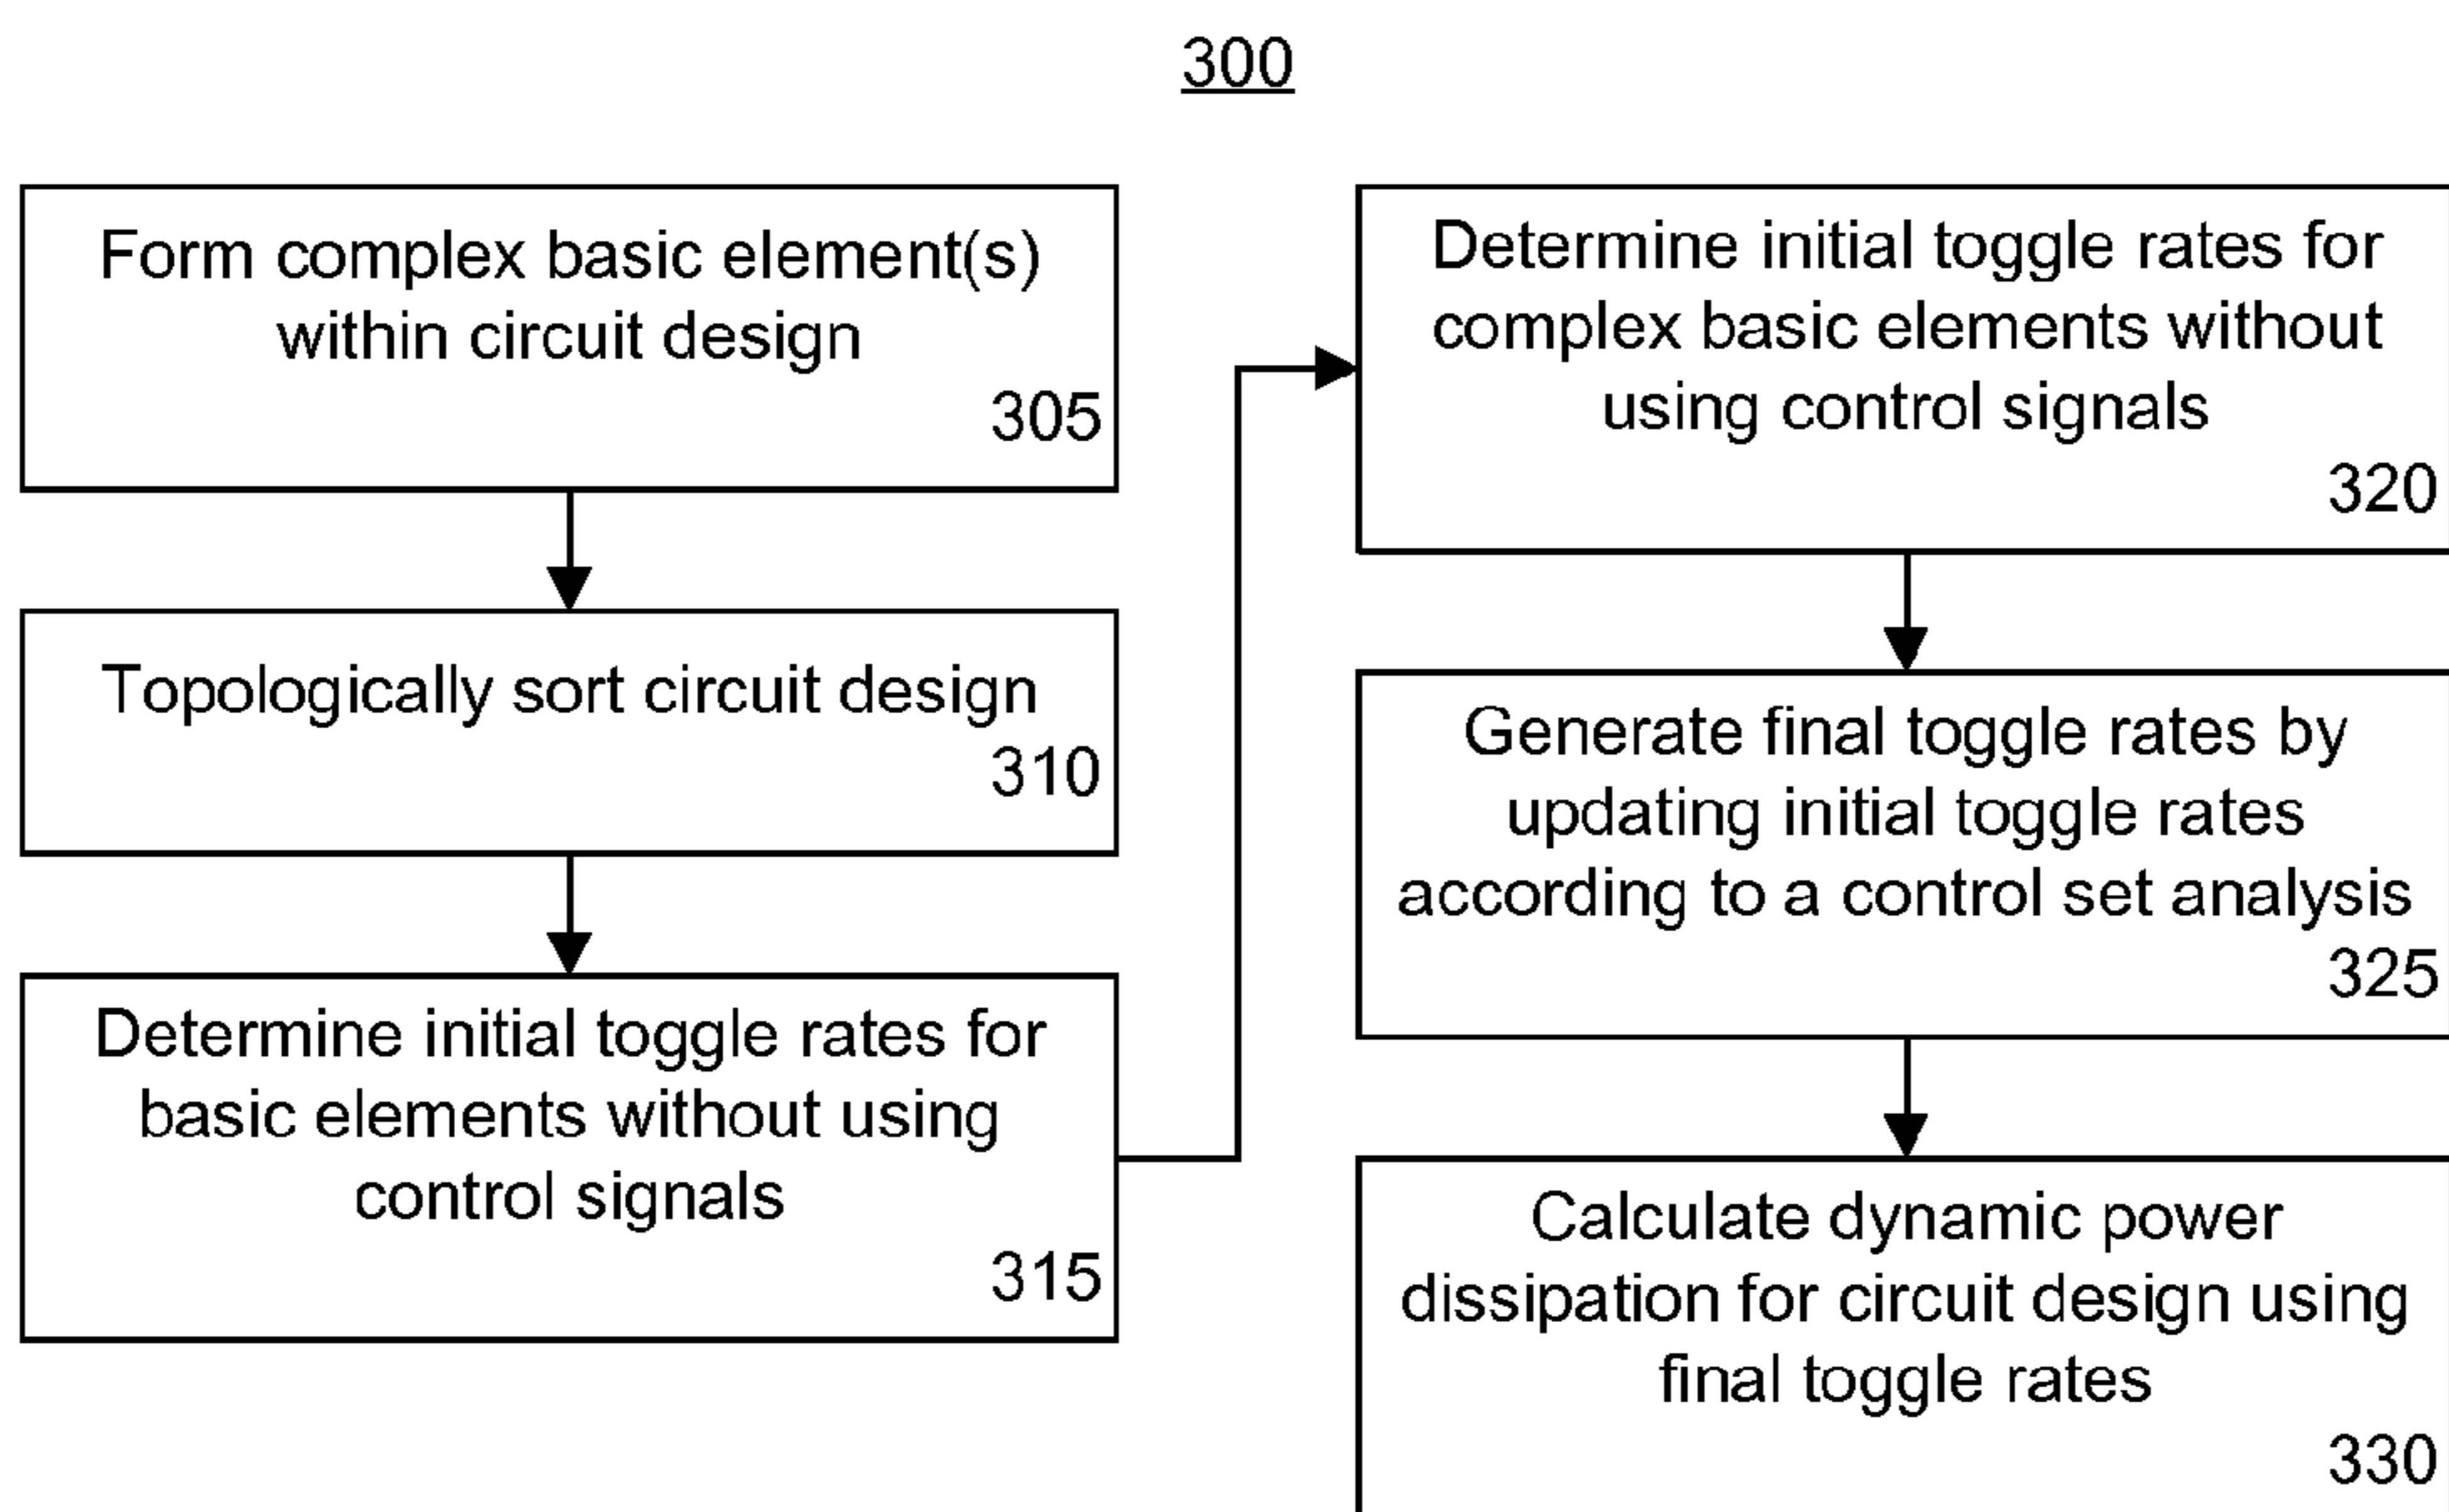 300
Form complex basic element(s)
within circuit design
305
Topologically sort circuit design
310
Determine initial toggle rates for
basic elements without using
control signals
315
Determine initial toggle rates for
complex basic elements without
using control signals
320
Generate final toggle rates by
updating initial toggle rates
according to a control set analysis
325
Calculate dynamic power
dissipation for circuit design using
final toggle rates
330